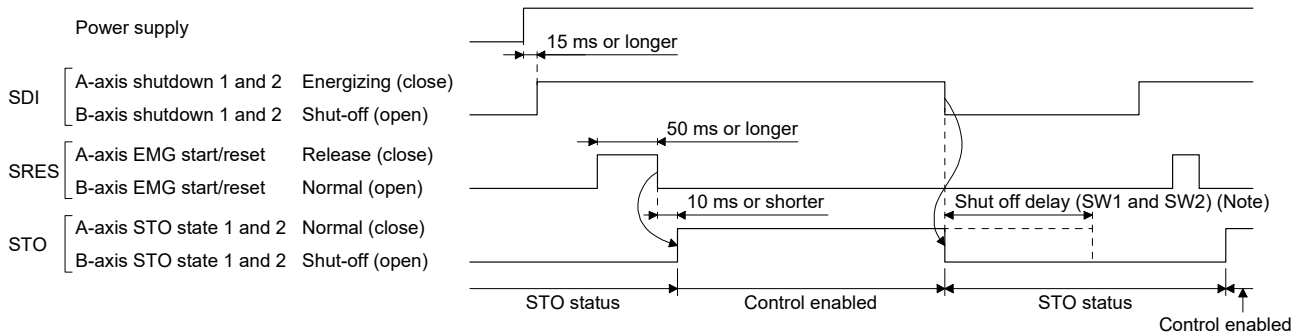 Power supply
15 ms or longer
SDI
A-axis shutdown 1 and 2 Energizing (close)
B-axis shutdown 1 and 2 Shut-off (open)
50 ms or longer
SRES
A-axis EMG start/reset Release (close)
B-axis EMG start/reset Normal (open)
10 ms or shorter
Shut off delay (SW1 and SW2) (Note)
STO
A-axis STO state 1 and 2 Normal (close)
B-axis STO state 1 and 2 Shut-off (open)
STO status
Control enabled
STO status
Control enabled